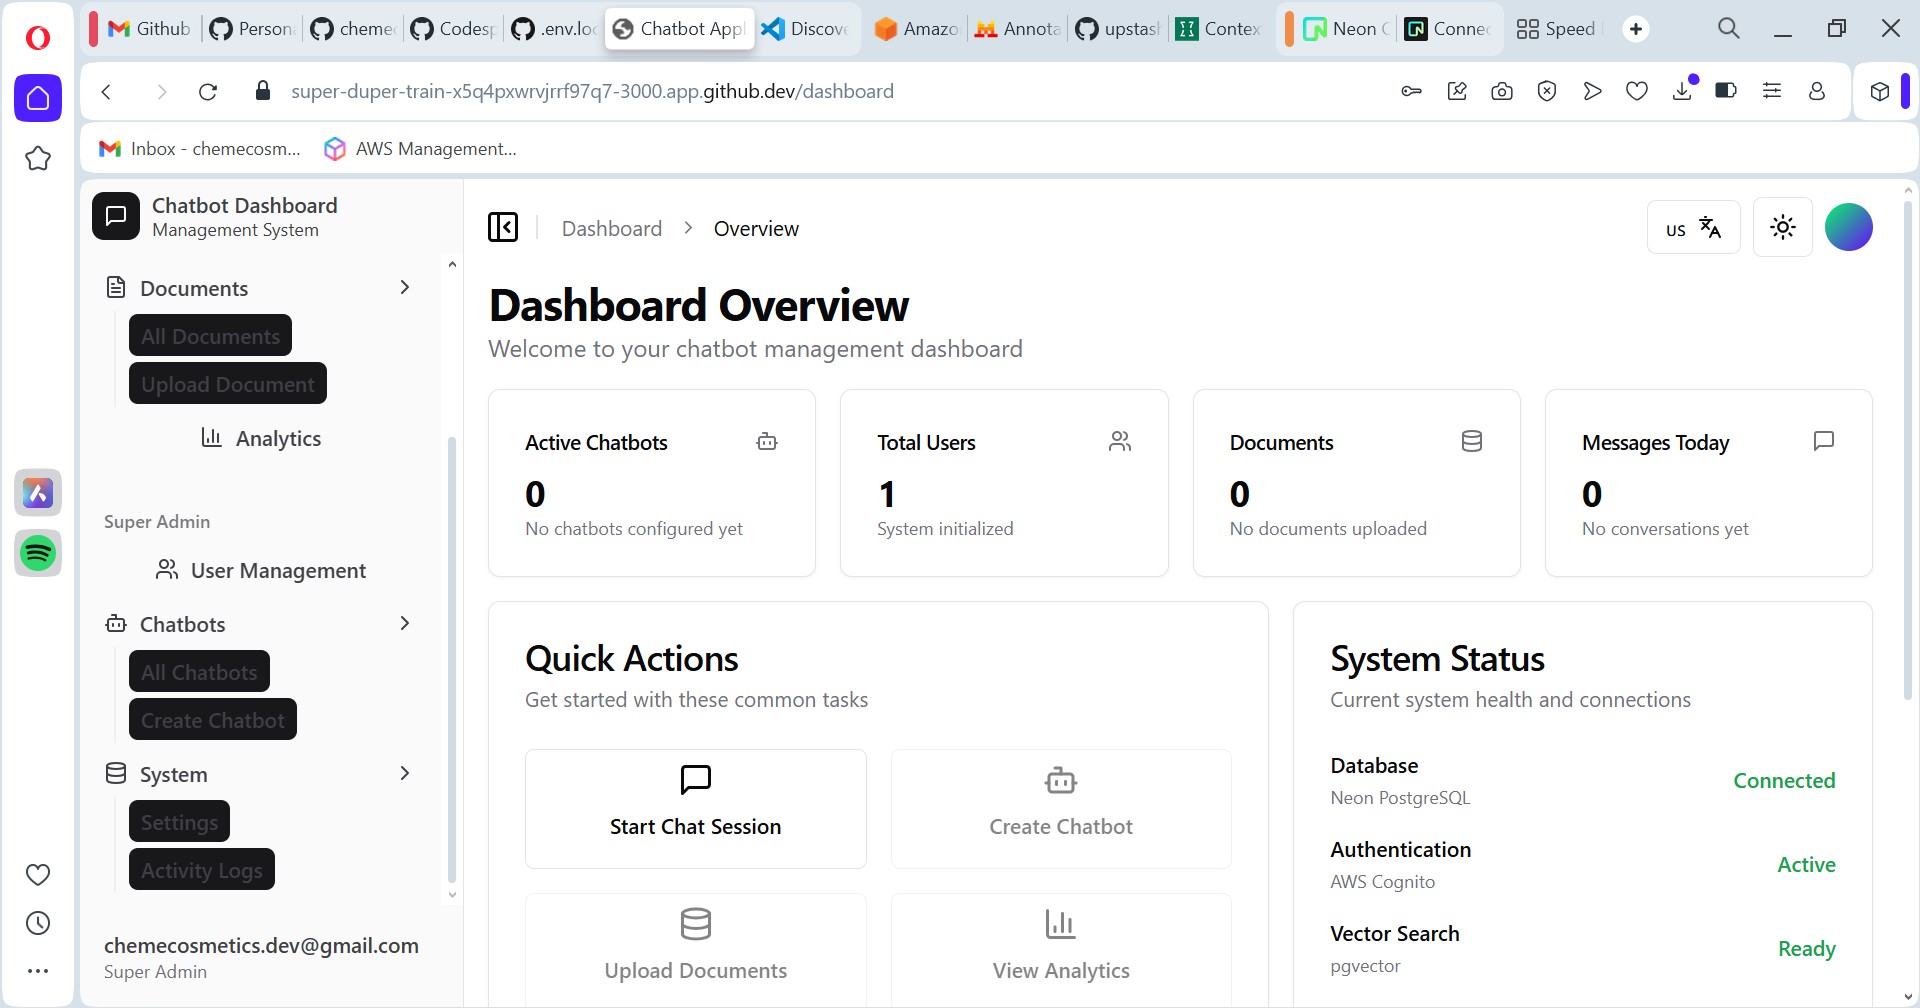 Github
Person
cheme
Codesp
.env.loc
Chatbot Appl
Discove
Amazo
Annota
upstash
Contex
Neon C
Connec
Speed
super-duper-train-x5q4pxwrvjrrf97q7-3000.app.github.dev/dashboard
Inbox - chemecosm...
AWS Management...
Chatbot Dashboard
Management System
Documents
All Documents
Upload Document
Analytics
Super Admin
User Management
Chatbots
All Chatbots
Create Chatbot
System
Settings
Activity Logs
chemecosmetics.dev@gmail.com
Super Admin
Dashboard > Overview
us
Dashboard Overview
Welcome to your chatbot management dashboard
Active Chatbots
0
No chatbots configured yet
Total Users
1
System initialized
Documents
0
No documents uploaded
Messages Today
0
No conversations yet
Quick Actions
Get started with these common tasks
Start Chat Session
Create Chatbot
Upload Documents
View Analytics
System Status
Current system health and connections
Database
Neon PostgreSQL
Connected
Authentication
AWS Cognito
Active
Vector Search
pgvector
Ready